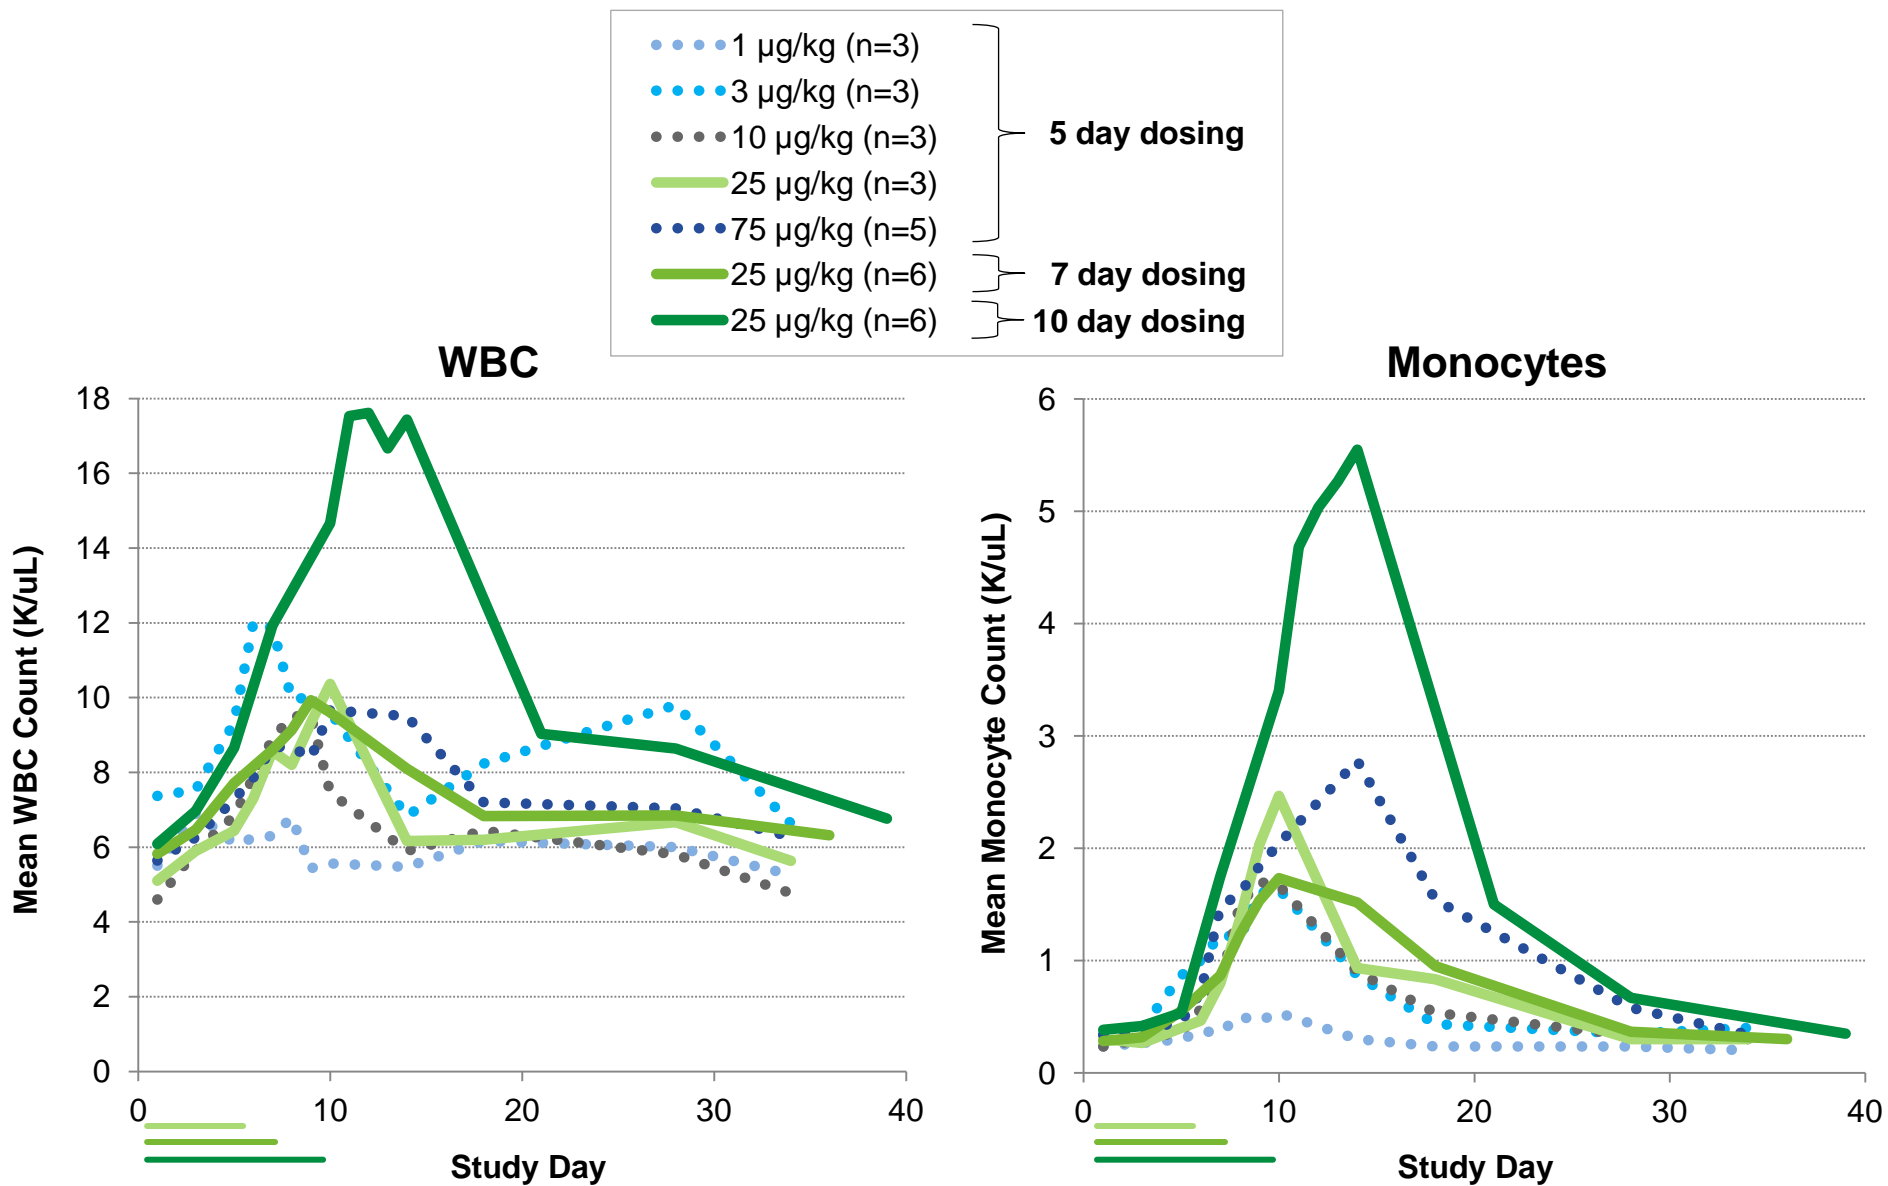 1 µg/kg (n=3)
3 µg/kg (n=3)
10 µg/kg (n=3)
25 µg/kg (n=3)
75 µg/kg (n=5)
5 day dosing
25 µg/kg (n=6)
7 day dosing
25 µg/kg (n=6)
10 day dosing
WBC
Mean WBC Count (K/uL)
18
16
14
12
10
8
6
4
2
0
0 10 20 30 40
Study Day
Monocytes
Mean Monocyte Count (K/uL)
6
5
4
3
2
1
0
0 10 20 30 40
Study Day